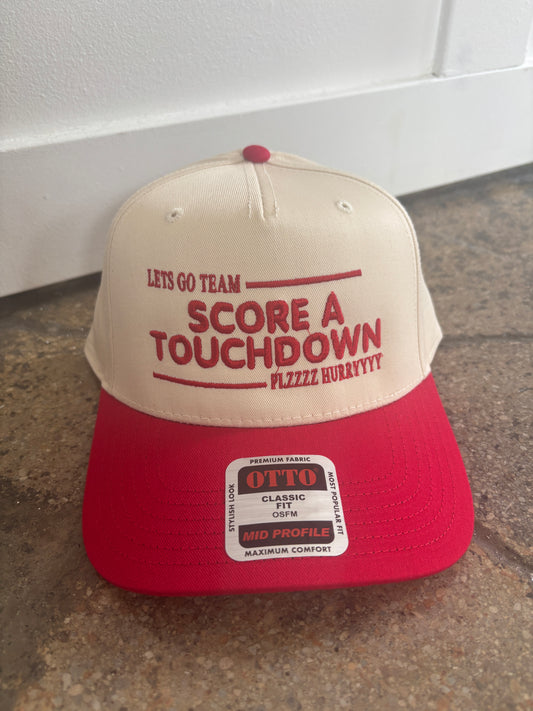 LETS GO TEAM
SCORE A
TOUCHDOWN
PLZZZZ HURRYYYY
PREMIUM FABRIC
STYLISH LOOK
OTTO
CLASSIC
FIT
OSFM
MID PROFILE
MOST POPULAR FIT
MAXIMUM COMFORT